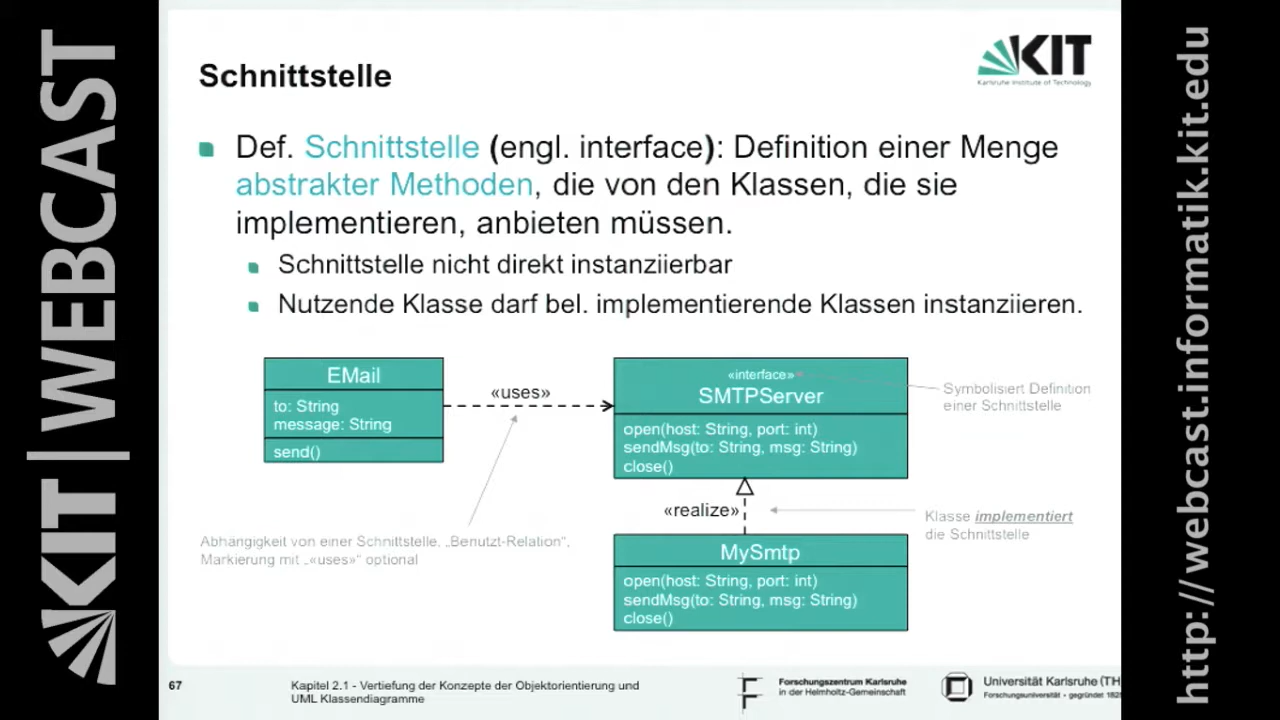 KIT | WEBCAST
Schnittstelle
KIT
Karlsruhe Institute of Technology
Def. Schnittstelle (engl. interface): Definition einer Menge
abstrakter Methoden, die von den Klassen, die sie
implementieren, anbieten müssen.
Schnittstelle nicht direkt instanziierbar
Nutzende Klasse darf bel. implementierende Klassen instanziieren.
EMail
to: String
message: String
send()
«uses»
«interface»
SMTPServer
open(host: String, port: int)
sendMsg(to: String, msg: String)
close()
Symbolisiert Definition
einer Schnittstelle
«realize»
Klasse implementiert
die Schnittstelle
Abhängigkeit von einer Schnittstelle. „Benutzt-Relation“,
Markierung mit „«uses»“ optional
MySmtp
open(host: String, port: int)
sendMsg(to: String, msg: String)
close()
67
Kapitel 2.1 - Vertiefung der Konzepte der Objektorientierung und
UML Klassendiagramme
Forschungszentrum Karlsruhe
in der Helmholtz-Gemeinschaft
Universität Karlsruhe (TH
Forschungsuniversität - gegründet 182
http://webcast.informatik.kit.edu